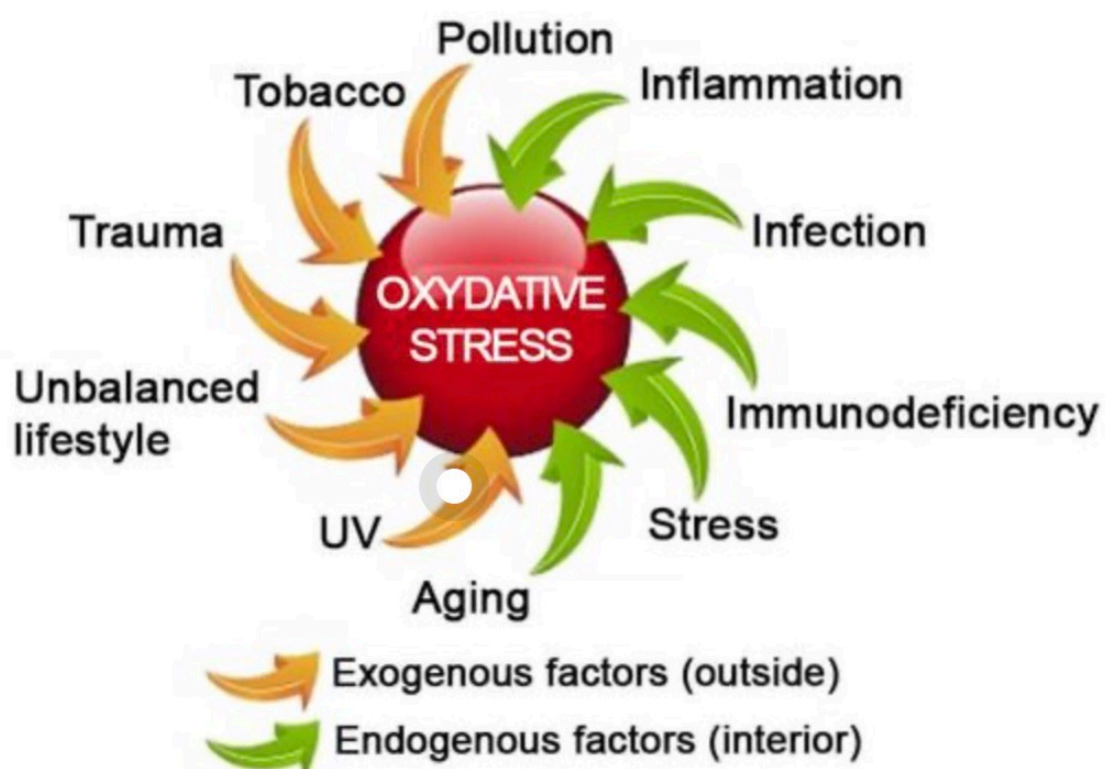 Pollution
Tobacco
Inflammation
Trauma
Infection
OXYDATIVE
STRESS
Unbalanced
lifestyle
Immunodeficiency
UV
Stress
Aging
Exogenous factors (outside)
Endogenous factors (interior)